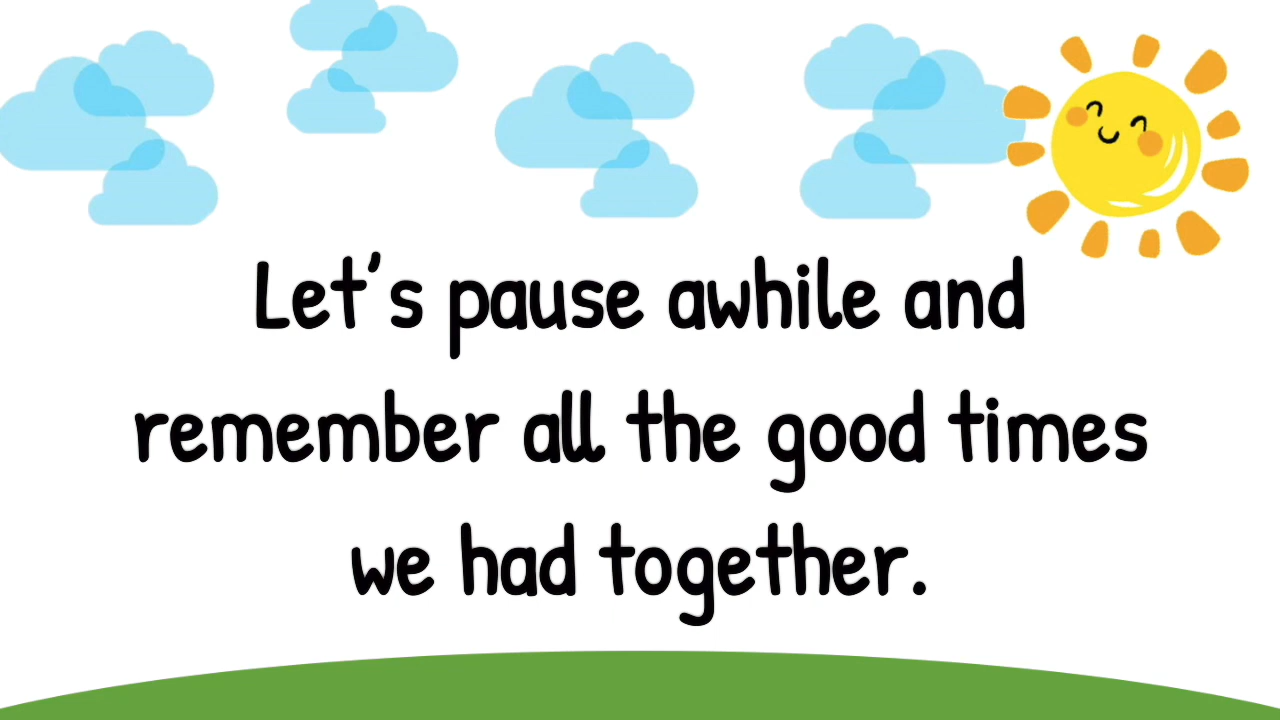 Let's pause awhile and
remember all the good times
we had together.